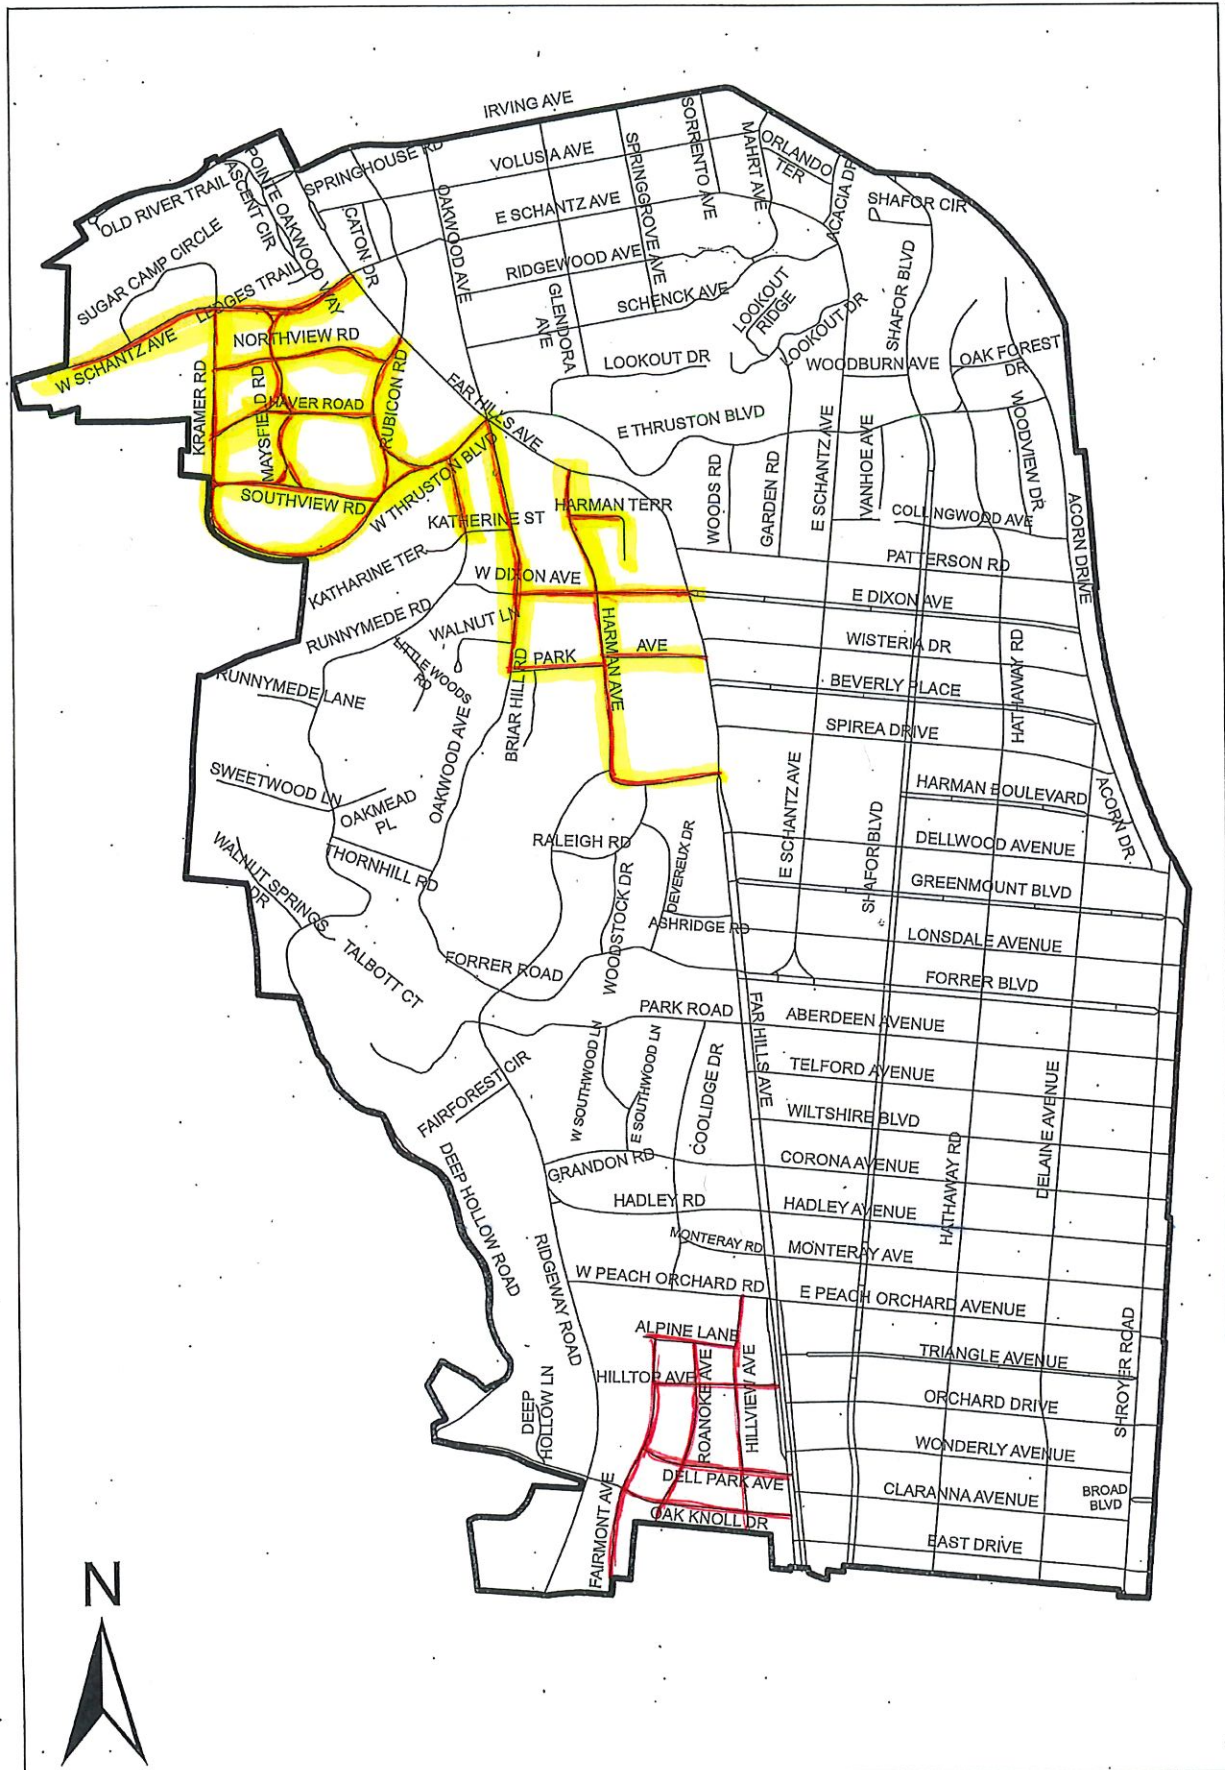 IRVING AVE
SPRINGHOUSE RD
VOLUSIA AVE
SPRINGGROVE AVE
SORRENTO AVE
MAHRT AVE
ORLANDO
TER
ACACIA DR
SHAFOR CIR
POINTE OAKWOOD WAY
ASCENT CIR
OLD RIVER TRAIL
SUGAR CAMP CIRCLE
LEDGES TRAIL
CATON DR
OAKWOOD AVE
E SCHANTZ AVE
RIDGEWOOD AVE
SCHENCK AVE
GLENDORA
AVE
LOOKOUT
RIDGE
LOOKOUT DR
LOOKOUT DR
SHAFOR BLVD
WOODBURN AVE
OAK FOREST
DR
W SCHANTZ AVE
NORTHVIEW RD
KRAMER RD
MAYSFIELD RD
HAVER ROAD
RUBICON RD
SOUTHVIEW RD
FAR HILLS AVE
W THRUSTON BLVD
E THRUSTON BLVD
WOODS RD
GARDEN RD
E SCHANTZ AVE
IVANHOE AVE
WOODVIEW DR
COLLINGWOOD AVE
ACORN DRIVE
HARMAN TERR
KATHERINE ST
KATHARINE TER
PATTERSON RD
W DIXON AVE
E DIXON AVE
RUNNYMEDE RD
WALNUT LN
LITTLE WOODS
RD
PARK
AVE
HARMAN AVE
WISTERIA DR
HATHAWAY RD
BEVERLY PLACE
RUNNYMEDE LANE
BRIAR HILL RD
OAKWOOD AVE
SPIREA DRIVE
SWEETWOOD LN
OAKMEAD
PL
E SCHANTZ AVE
SHAFOR BLVD
HARMAN BOULEVARD
ACORN DR
RALEIGH RD
DEVEREUX DR
DELLWOOD AVENUE
THORNHILL RD
WALNUT SPRINGS
DR
WOODSTOCK DR
GREENMOUNT BLVD
ASHRIDGE RD
LONSDALE AVENUE
TALBOTT CT
FORRER ROAD
FORRER BLVD
PARK ROAD
FAR HILLS AVE
ABERDEEN AVENUE
W SOUTHWOOD LN
E SOUTHWOOD LN
COOLIDGE DR
TELFORD AVENUE
FAIRFOREST CIR
WILTSHIRE BLVD
DELAINE AVENUE
HATHAWAY RD
DEEP HOLLOW ROAD
GRANDON RD
CORONA AVENUE
HADLEY RD
HADLEY AVENUE
RIDGEWAY ROAD
MONTERAY RD
MONTERAY AVE
W PEACH ORCHARD RD
E PEACH ORCHARD AVENUE
SHROYER ROAD
ALPINE LANE
TRIANGLE AVENUE
HILLTOP AVE
ROANOKE AVE
HILLVIEW AVE
ORCHARD DRIVE
DEEP
HOLLOW LN
WONDERLY AVENUE
DELL PARK AVE
CLARANNA AVENUE
BROAD
BLVD
OAK KNOLL DR
FAIRMONT AVE
EAST DRIVE
N